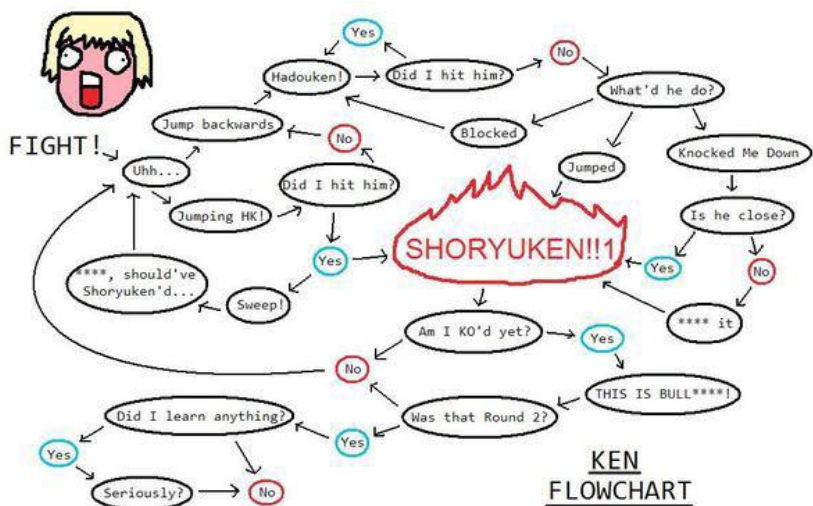 Yes
No
Hadouken!
Did I hit him?
What'd he do?
Jump backwards
No
Blocked
FIGHT!
Uhh...
Did I hit him?
Jumped
Knocked Me Down
Jumping HK!
Is he close?
SHORYUKEN!!1
Yes
Yes
No
****, should've
Shoryuken'd...
Sweep!
**** it
Am I KO'd yet?
Yes
No
THIS IS BULL****!
Did I learn anything?
Was that Round 2?
Yes
Yes
Seriously?
No
KEN
FLOWCHART